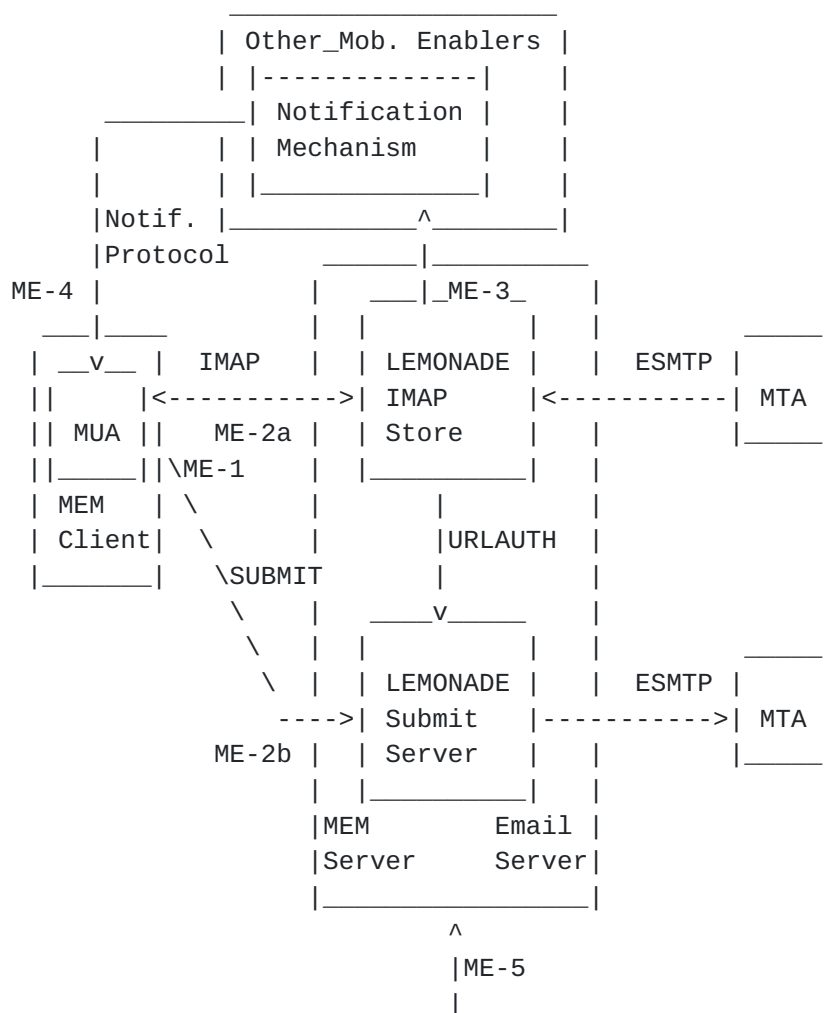 Other_Mob. Enablers
Notification
Mechanism
Notif.
Protocol
ME-4 ME-3
IMAP LEMONADE ESMTP
IMAP MTA
MUA ME-2a Store
ME-1
MEM
Client URLAUTH
SUBMIT
LEMONADE ESMTP
Submit MTA
ME-2b Server
MEM Email
Server Server
ME-5